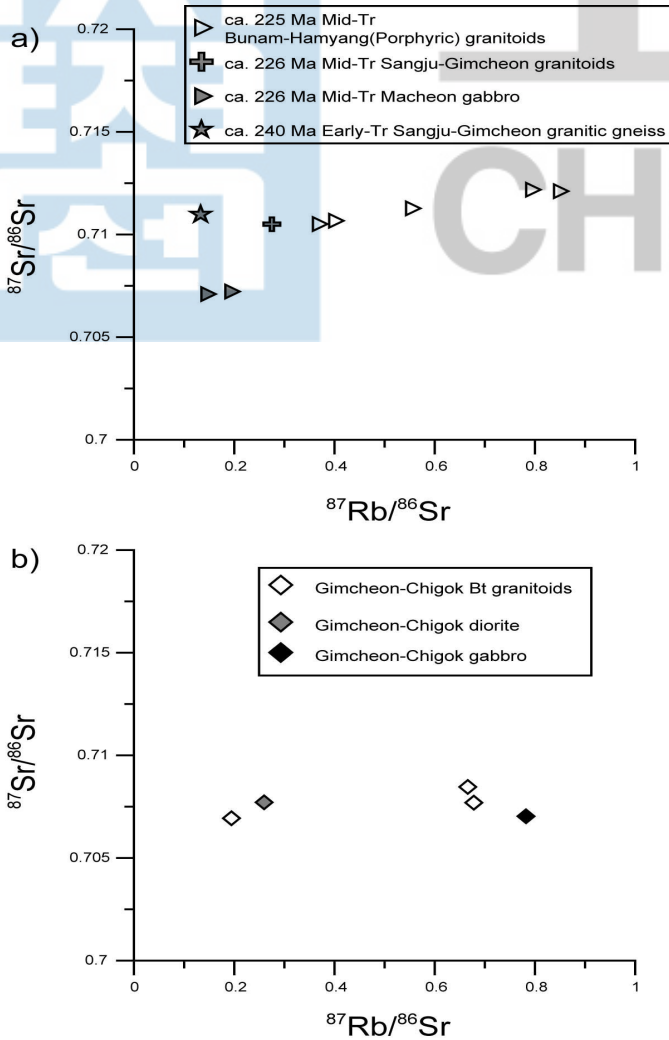 a)
ca. 225 Ma Mid-Tr
Bunam-Hamyang(Porphyric) granitoids
ca. 226 Ma Mid-Tr Sangju-Gimcheon granitoids
ca. 226 Ma Mid-Tr Macheon gabbro
ca. 240 Ma Early-Tr Sangju-Gimcheon granitic gneiss
0.72
0.715
0.71
0.705
0.7
⁸⁷Sr/⁸⁶Sr
0 0.2 0.4 0.6 0.8 1
⁸⁷Rb/⁸⁶Sr
CH
b)
Gimcheon-Chigok Bt granitoids
Gimcheon-Chigok diorite
Gimcheon-Chigok gabbro
0.72
0.715
0.71
0.705
0.7
⁸⁷Sr/⁸⁶Sr
0 0.2 0.4 0.6 0.8 1
⁸⁷Rb/⁸⁶Sr